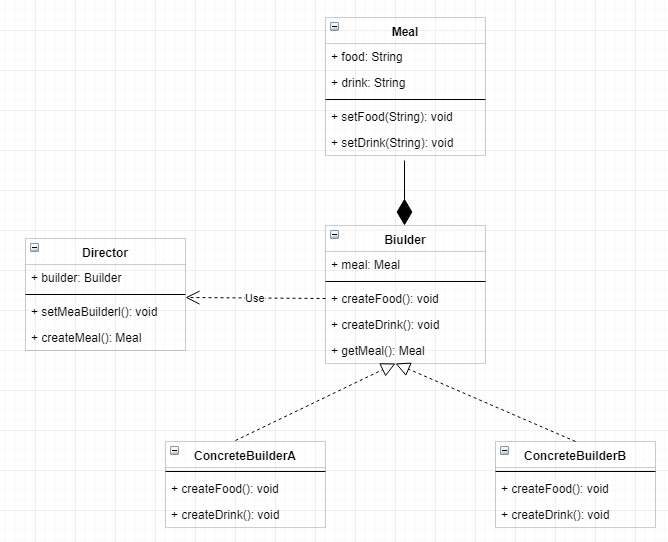 Meal
+ food: String
+ drink: String
+ setFood(String): void
+ setDrink(String): void
Director
+ builder: Builder
+ setMeaBuilderl(): void
+ createMeal(): Meal
Use
Biulder
+ meal: Meal
+ createFood(): void
+ createDrink(): void
+ getMeal(): Meal
ConcreteBuilderA
+ createFood(): void
+ createDrink(): void
ConcreteBuilderB
+ createFood(): void
+ createDrink(): void